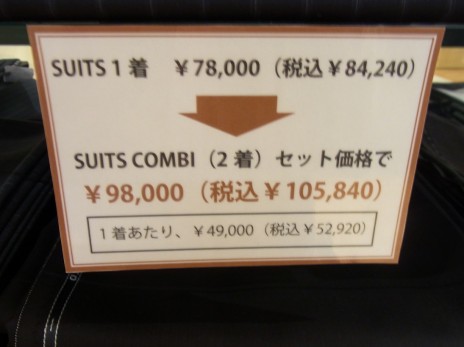 SUITS 1 着　￥78,000（税込￥84,240）
SUITS COMBI（2 着）セット価格で
￥98,000（税込￥105,840）
1 着あたり、￥49,000（税込￥52,920）